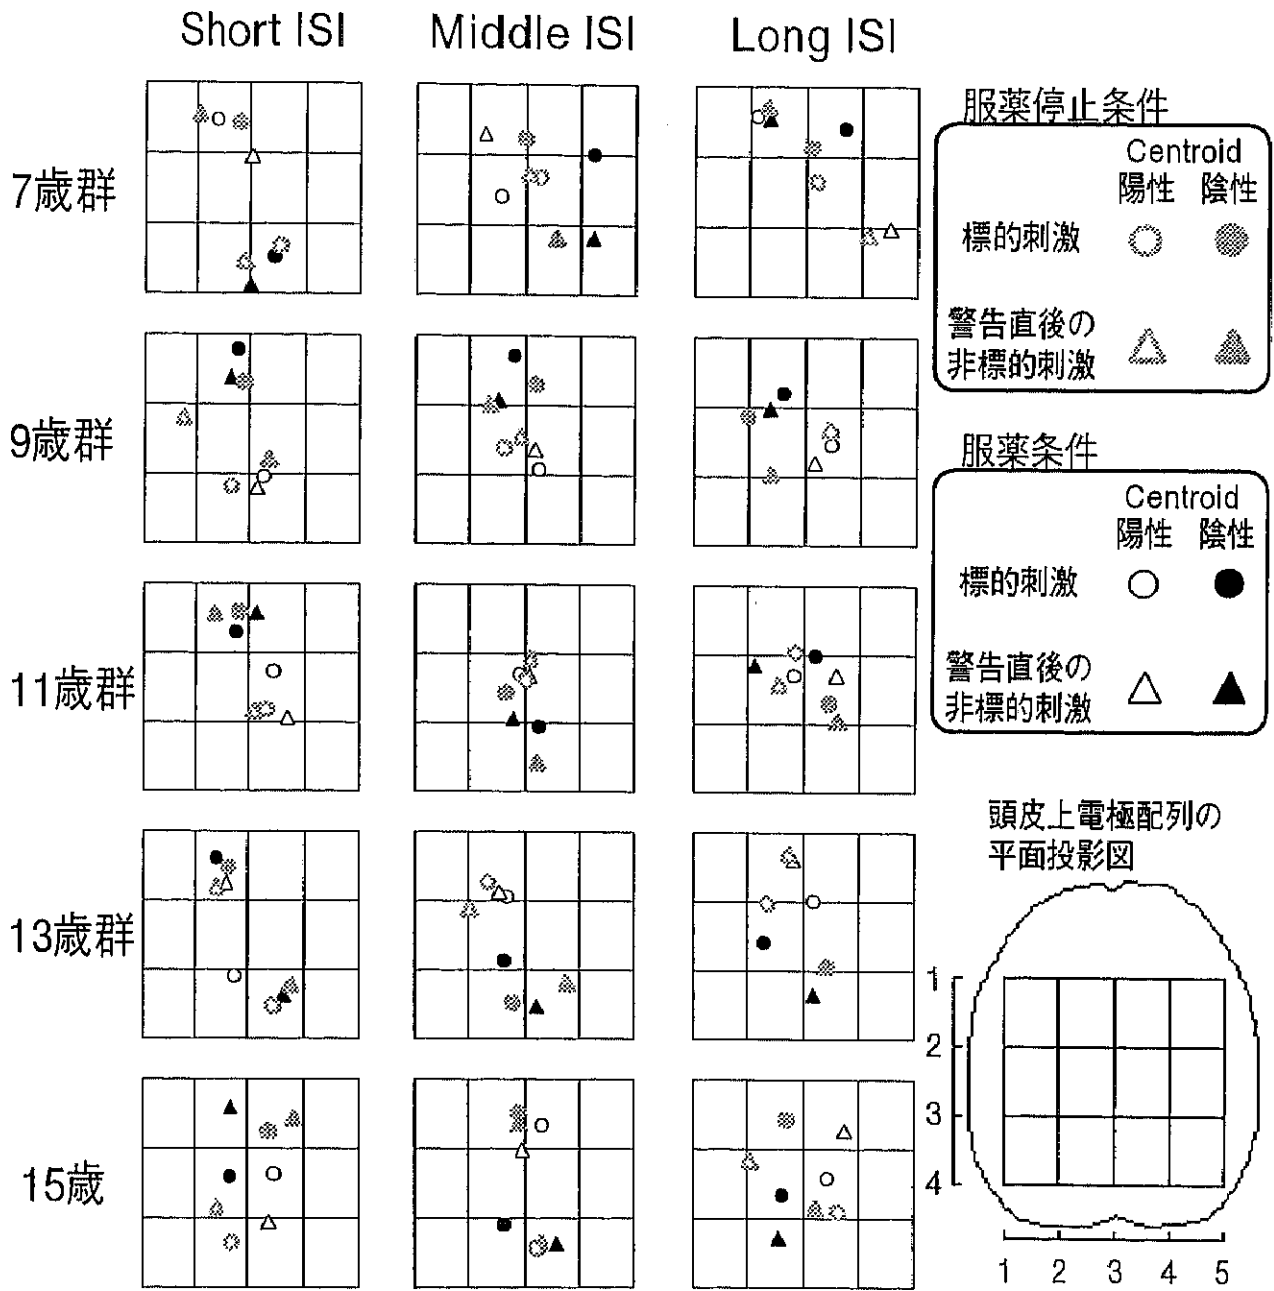 Short ISI
Middle ISI
Long ISI
7歳群
9歳群
11歳群
13歳群
15歳
服薬停止条件
Centroid
陽性 陰性
標的刺激
警告直後の
非標的刺激
服薬条件
Centroid
陽性 陰性
標的刺激
警告直後の
非標的刺激
頭皮上電極配列の
平面投影図
1
2
3
4
1 2 3 4 5